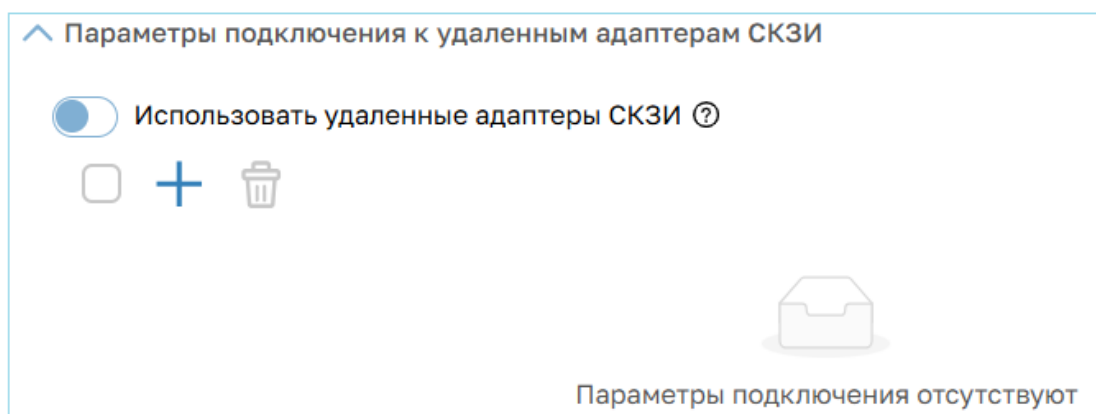 Параметры подключения к удаленным адаптерам СКЗИ
Использовать удаленные адаптеры СКЗИ
Параметры подключения отсутствуют